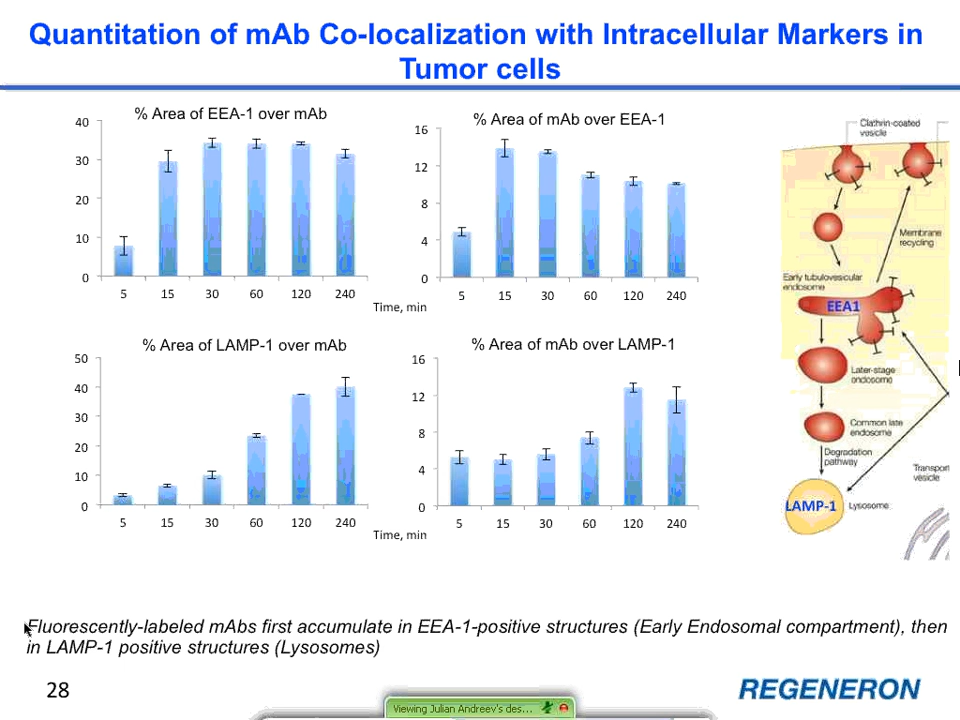 Quantitation of mAb Co-localization with Intracellular Markers in
Tumor cells
% Area of EEA-1 over mAb
40
30
20
10
0
5 15 30 60 120 240
% Area of mAb over EEA-1
16
12
8
4
0
5 15 30 60 120 240
Time, min
% Area of LAMP-1 over mAb
50
40
30
20
10
0
5 15 30 60 120 240
% Area of mAb over LAMP-1
16
12
8
4
0
5 15 30 60 120 240
Time, min
Clathrin-coated
vesicle
Membrane
recycling
Early tubulovesicular
endosome
EEA1
Later-stage
endosome
Common late
endosome
Degradation
pathway
Transport
vesicle
LAMP-1
Lysosome
Fluorescently-labeled mAbs first accumulate in EEA-1-positive structures (Early Endosomal compartment), then
in LAMP-1 positive structures (Lysosomes)
28
REGENERON
Viewing Julian Andreev's des...